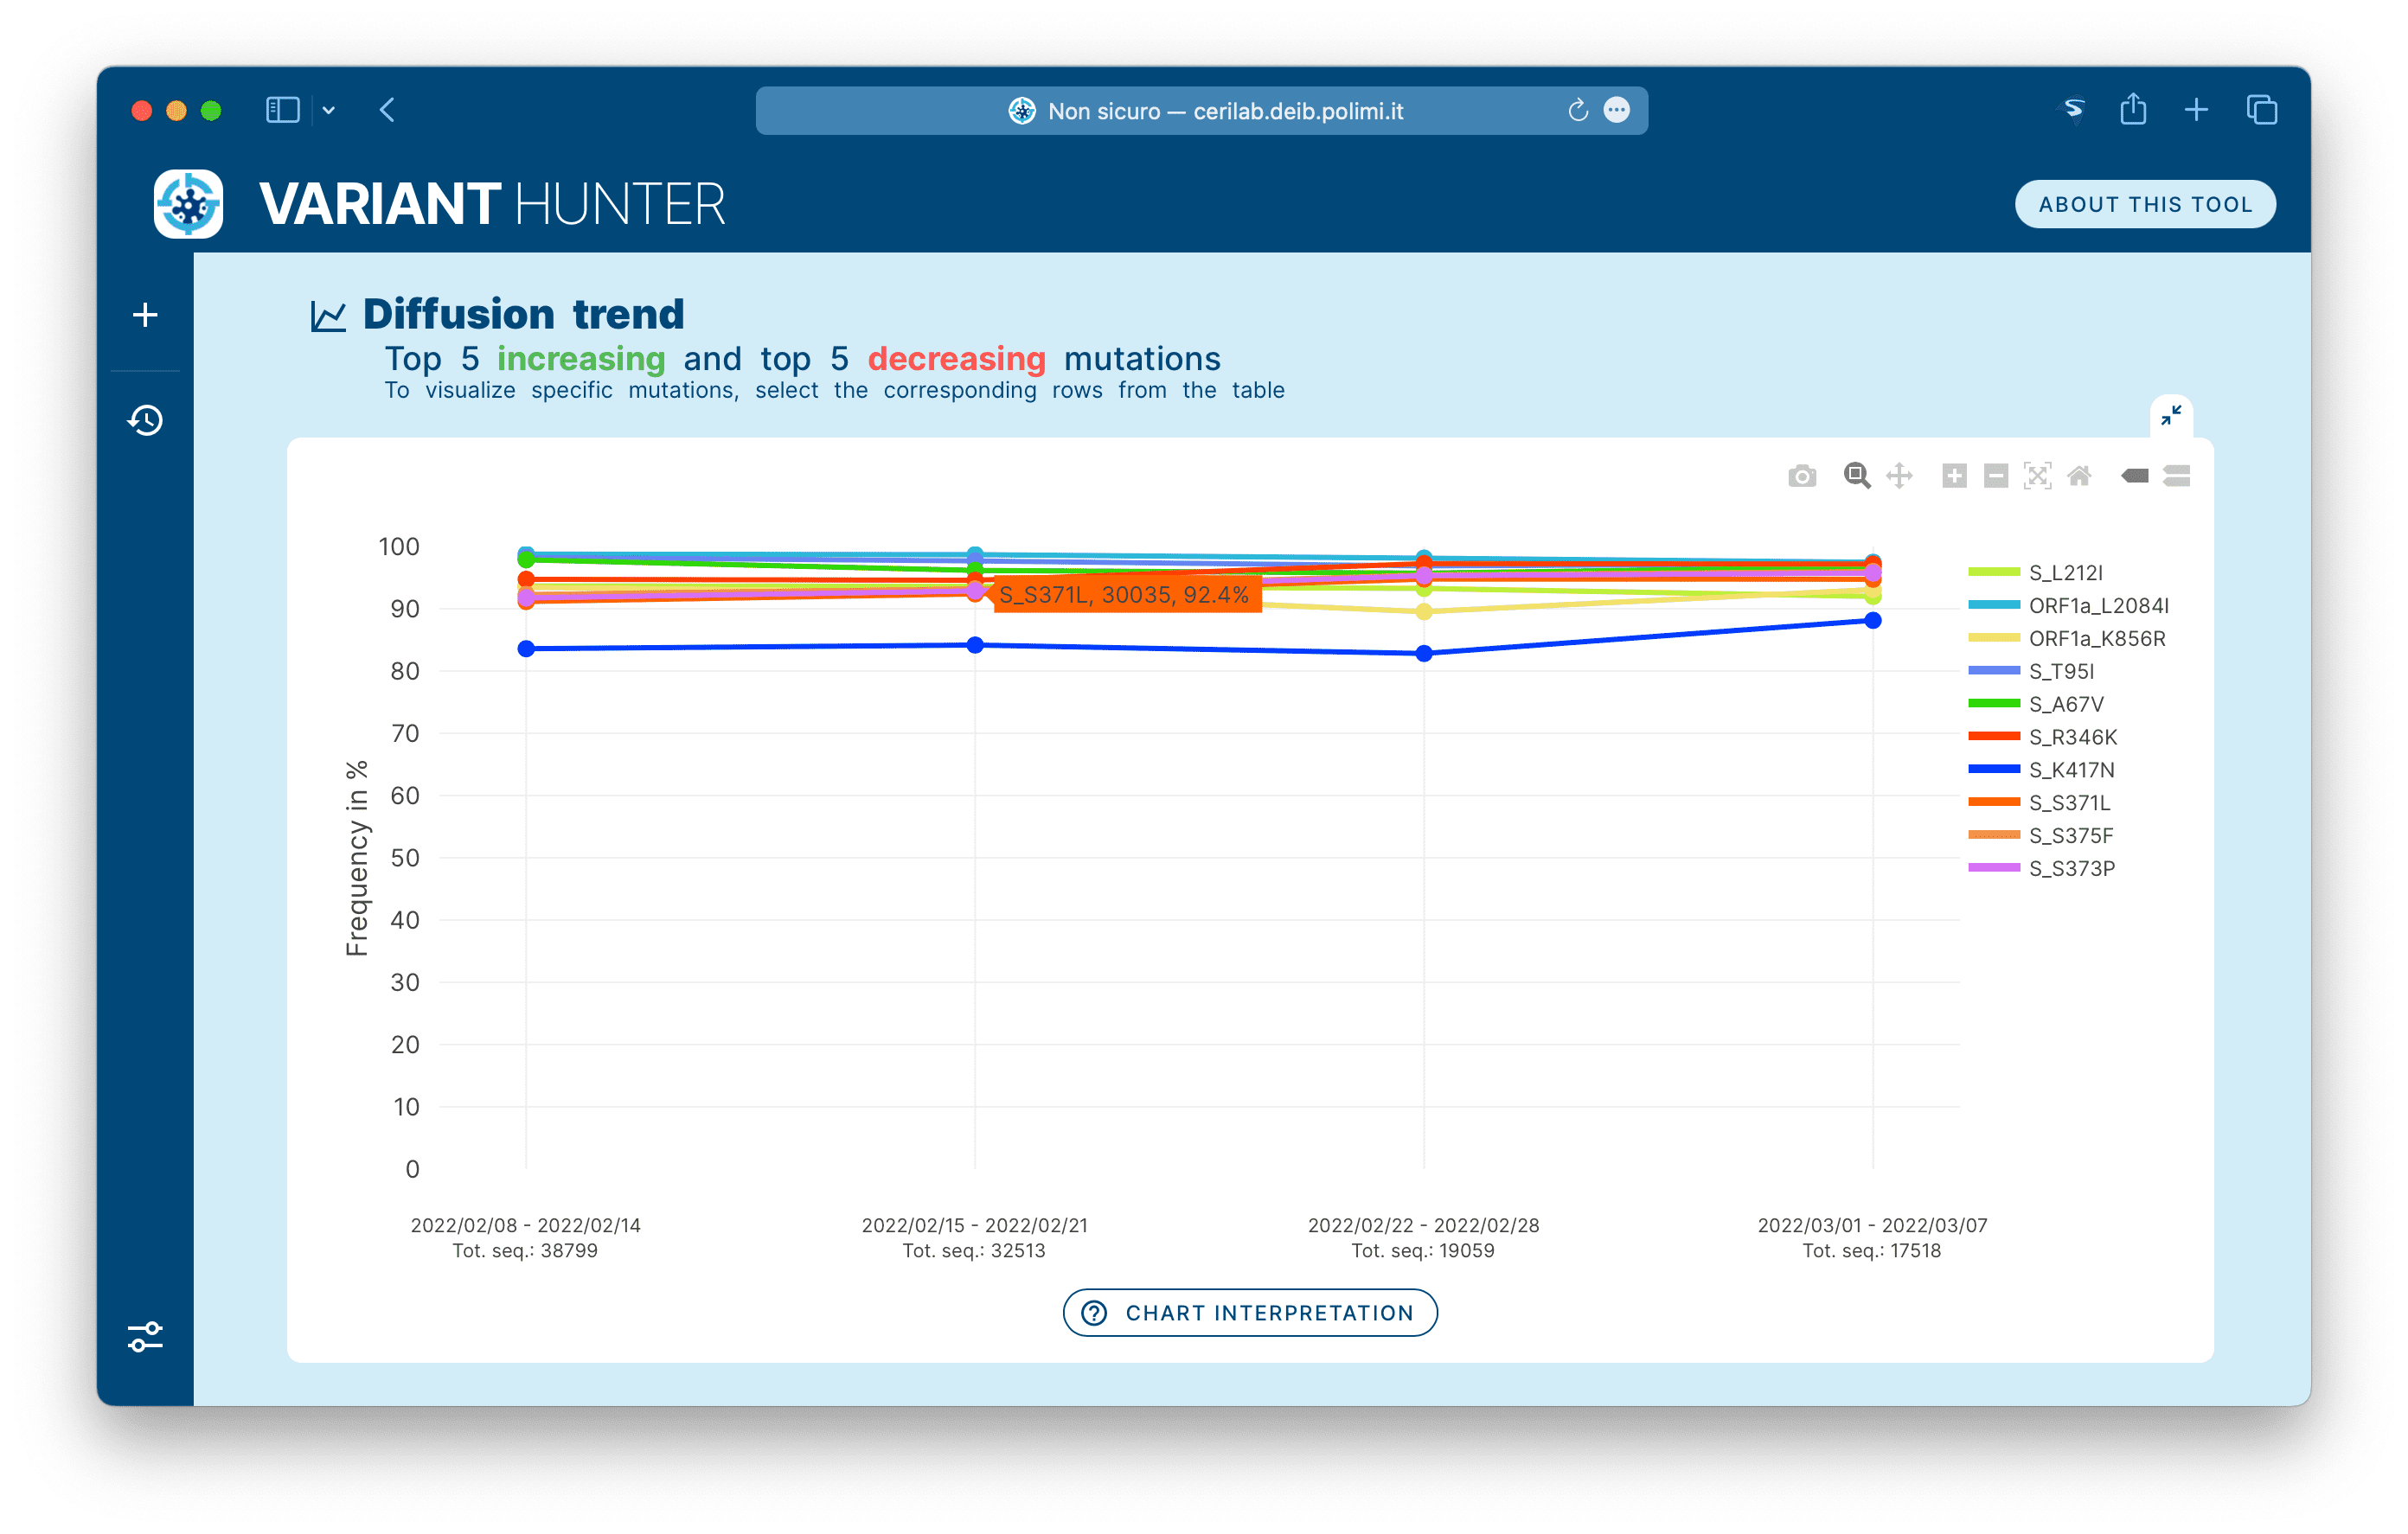 Non sicuro — cerilab.deib.polimi.it
VARIANT HUNTER
ABOUT THIS TOOL
Diffusion trend
Top 5 increasing and top 5 decreasing mutations
To visualize specific mutations, select the corresponding rows from the table
100
90
80
70
60
50
40
30
20
10
0
Frequency in %
S_S371L, 30035, 92.4%
S_L212I
ORF1a_L2084I
ORF1a_K856R
S_T95I
S_A67V
S_R346K
S_K417N
S_S371L
S_S375F
S_S373P
2022/02/08 - 2022/02/14
Tot. seq.: 38799
2022/02/15 - 2022/02/21
Tot. seq.: 32513
2022/02/22 - 2022/02/28
Tot. seq.: 19059
2022/03/01 - 2022/03/07
Tot. seq.: 17518
CHART INTERPRETATION